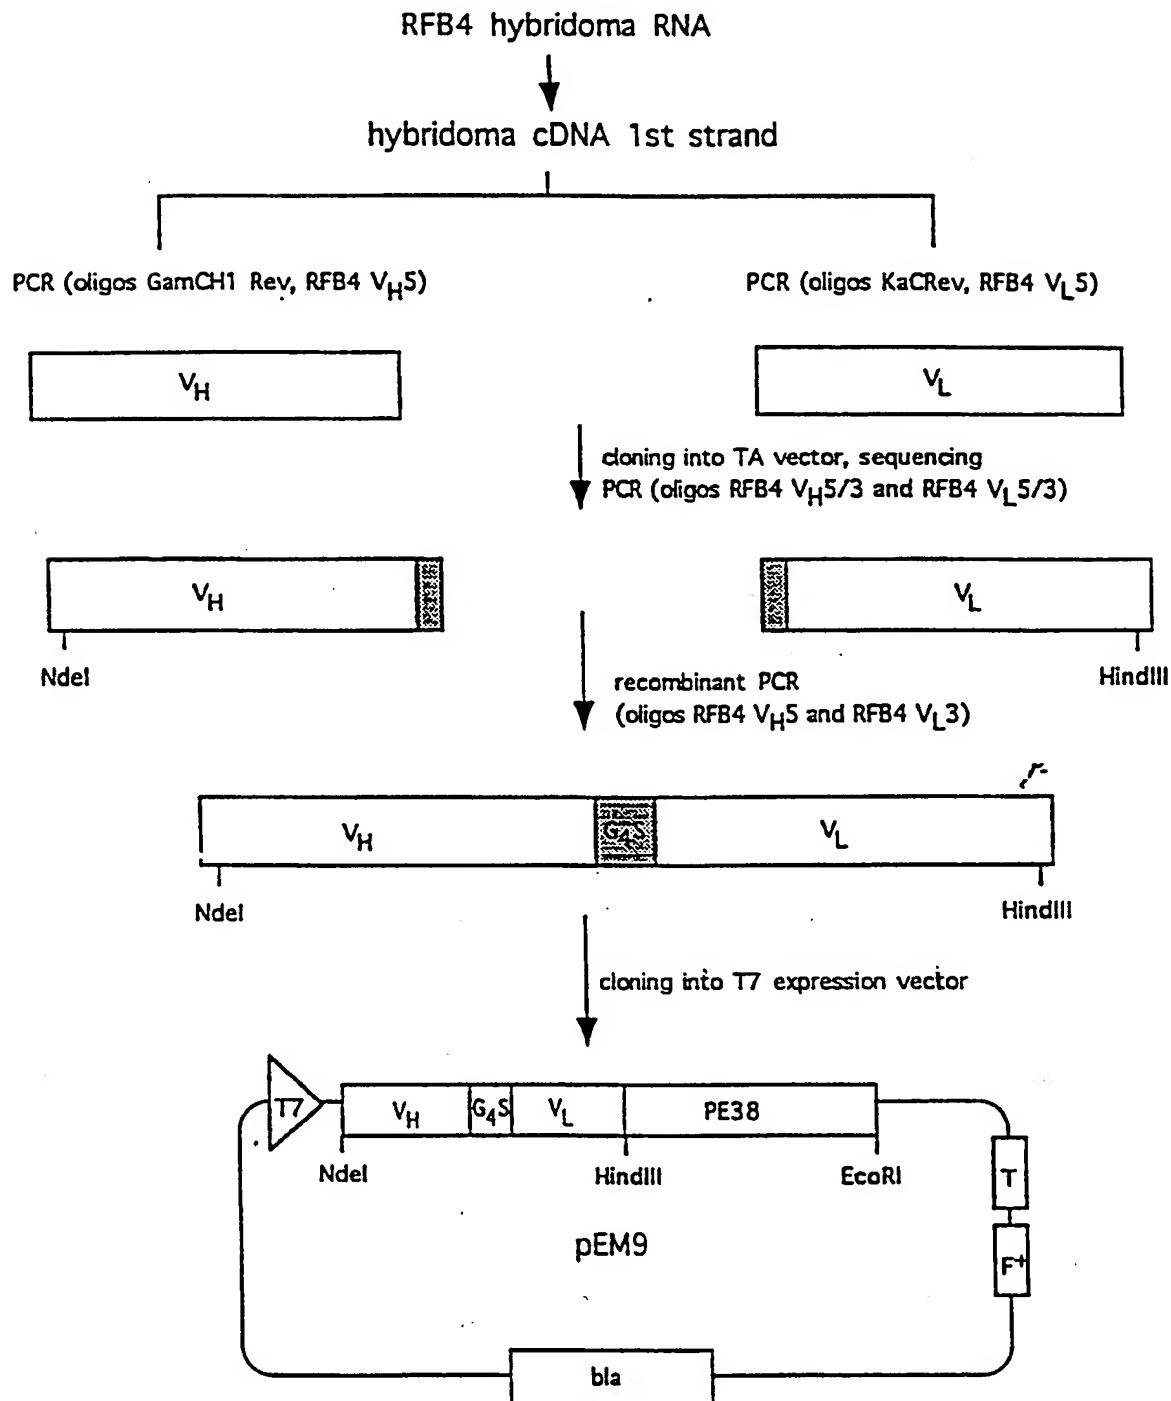 RFB4 hybridoma RNA
hybridoma cDNA 1st strand
PCR (oligos GamCH1 Rev, RFB4 VH5)
PCR (oligos KaCRev, RFB4 VL5)
VH
VL
cloning into TA vector, sequencing
PCR (oligos RFB4 VH5/3 and RFB4 VL5/3)
VH
VL
NdeI
HindIII
recombinant PCR
(oligos RFB4 VH5 and RFB4 VL3)
VH
G4S
VL
NdeI
HindIII
cloning into T7 expression vector
T7
VH
G4S
VL
PE38
NdeI
HindIII
EcoRI
T
pEM9
F+
bla